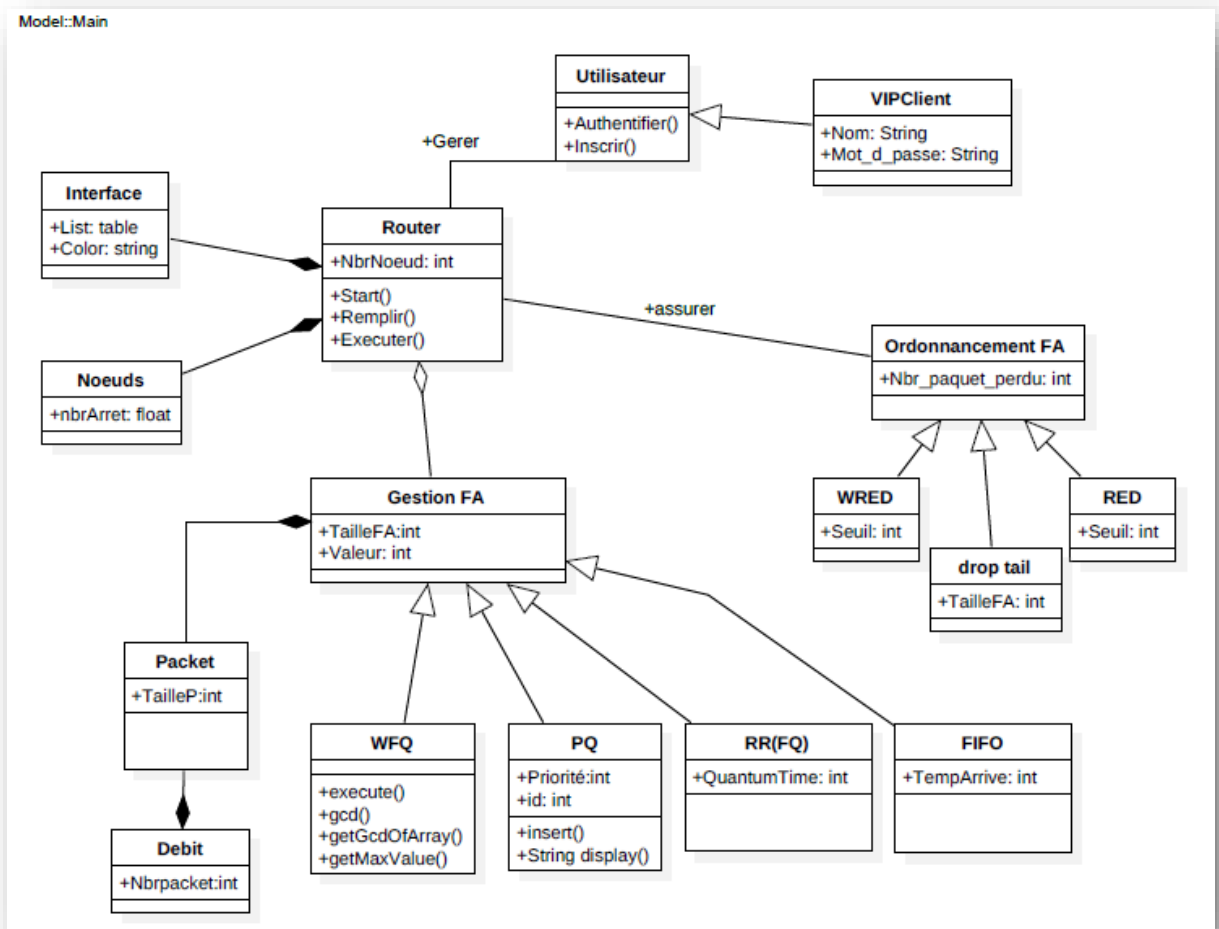 Model::Main
Utilisateur
+Authentifier()
+Inscrir()
VIPClient
+Nom: String
+Mot_d_passe: String
+Gerer
Interface
+List: table
+Color: string
Router
+NbrNoeud: int
+Start()
+Remplir()
+Executer()
+assurer
Ordonnancement FA
+Nbr_paquet_perdu: int
Noeuds
+nbrArret: float
Gestion FA
+TailleFA:int
+Valeur: int
WRED
+Seuil: int
RED
+Seuil: int
drop tail
+TailleFA: int
Packet
+TailleP:int
WFQ
+execute()
+gcd()
+getGcdOfArray()
+getMaxValue()
PQ
+Priorité:int
+id: int
+insert()
+String display()
RR(FQ)
+QuantumTime: int
FIFO
+TempArrive: int
Debit
+Nbrpacket:int